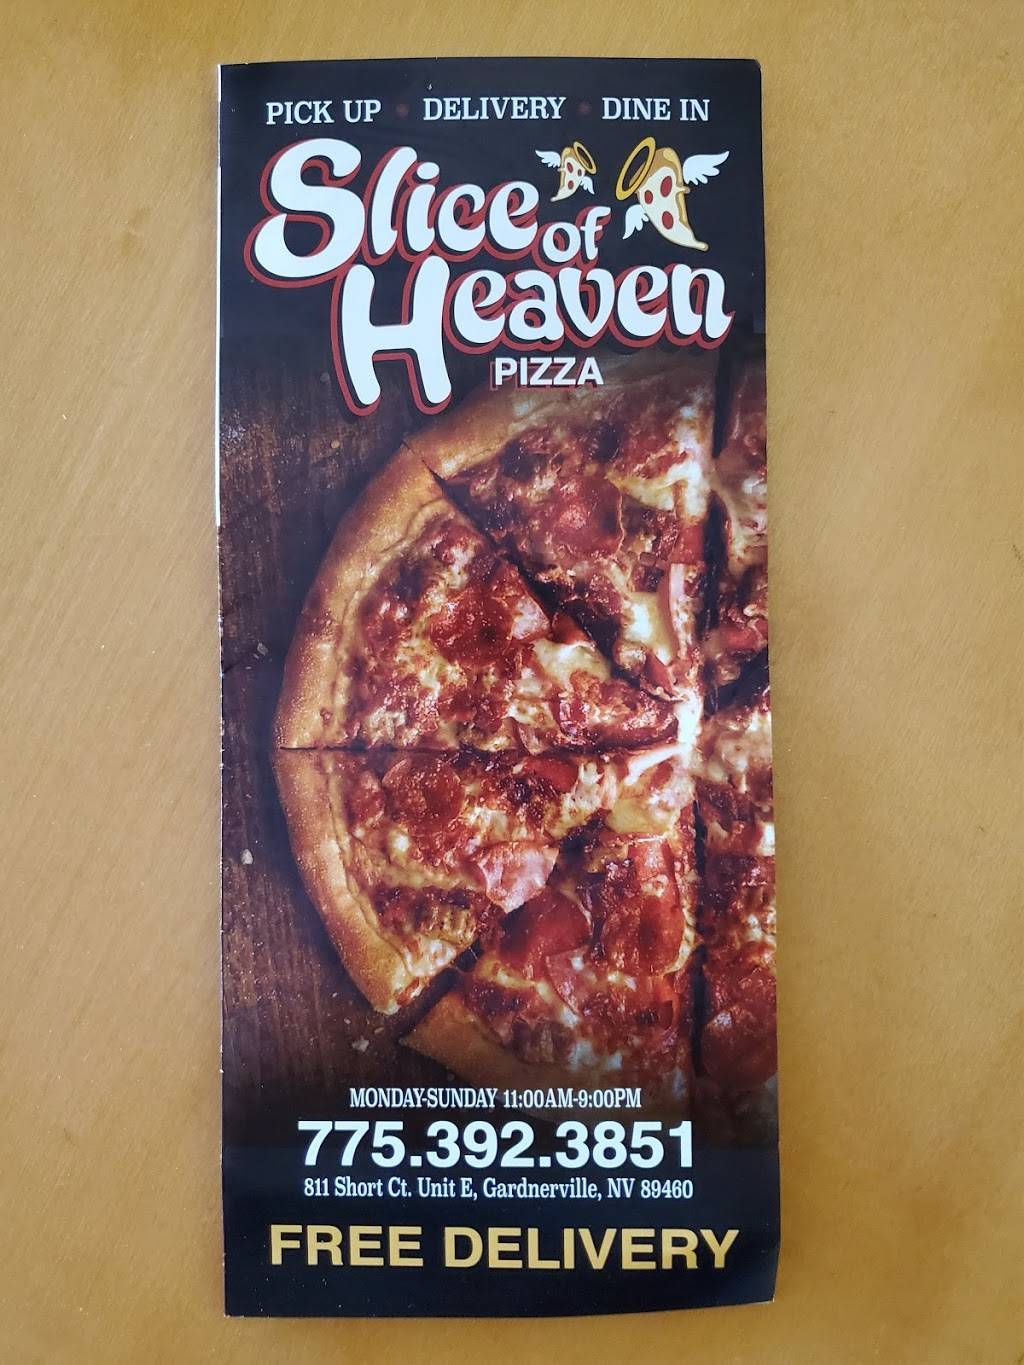 PICK UP • DELIVERY • DINE IN
Slice of
Heaven
PIZZA
MONDAY-SUNDAY 11:00AM-9:00PM
775.392.3851
811 Short Ct. Unit E, Gardnerville, NV 89460
FREE DELIVERY